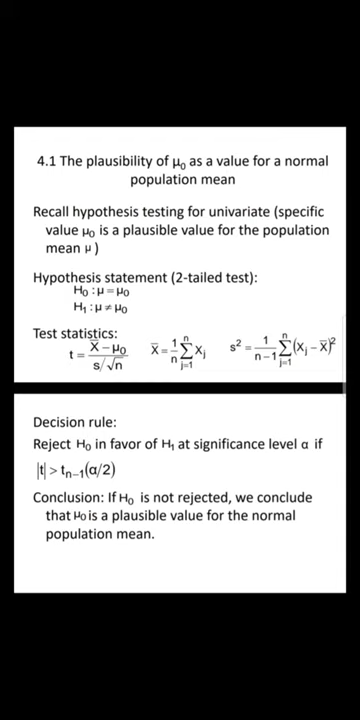 4.1 The plausibility of μ₀ as a value for a normal
population mean
Recall hypothesis testing for univariate (specific
value μ₀ is a plausible value for the population
mean μ)
Hypothesis statement (2-tailed test):
H₀ : μ = μ₀
H₁ : μ ≠ μ₀
Test statistics:
t = (X̄ − μ₀) / (s/√n)   X̄ = 1/n ∑ⱼ₌₁ⁿ Xⱼ   s² = 1/(n−1) ∑ⱼ₌₁ⁿ (Xⱼ − X̄)²
Decision rule:
Reject H₀ in favor of H₁ at significance level α if
|t| > tₙ₋₁(α/2)
Conclusion: If H₀ is not rejected, we conclude
that μ₀ is a plausible value for the normal
population mean.